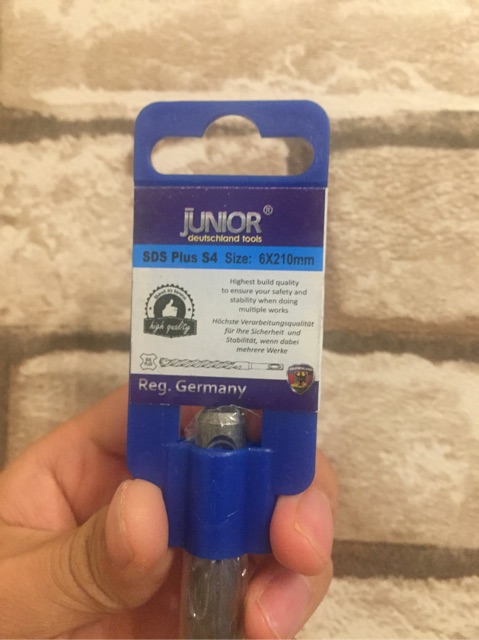 JUNIOR®
deutschland tools
SDS Plus S4 Size: 6X210mm
Highest build quality
to ensure your safety and
stability when doing
multiple works
Höchste Verarbeitungsqualität
für Ihre Sicherheit und
Stabilität, wenn dabei
mehrere Werke
high quality
Reg. Germany